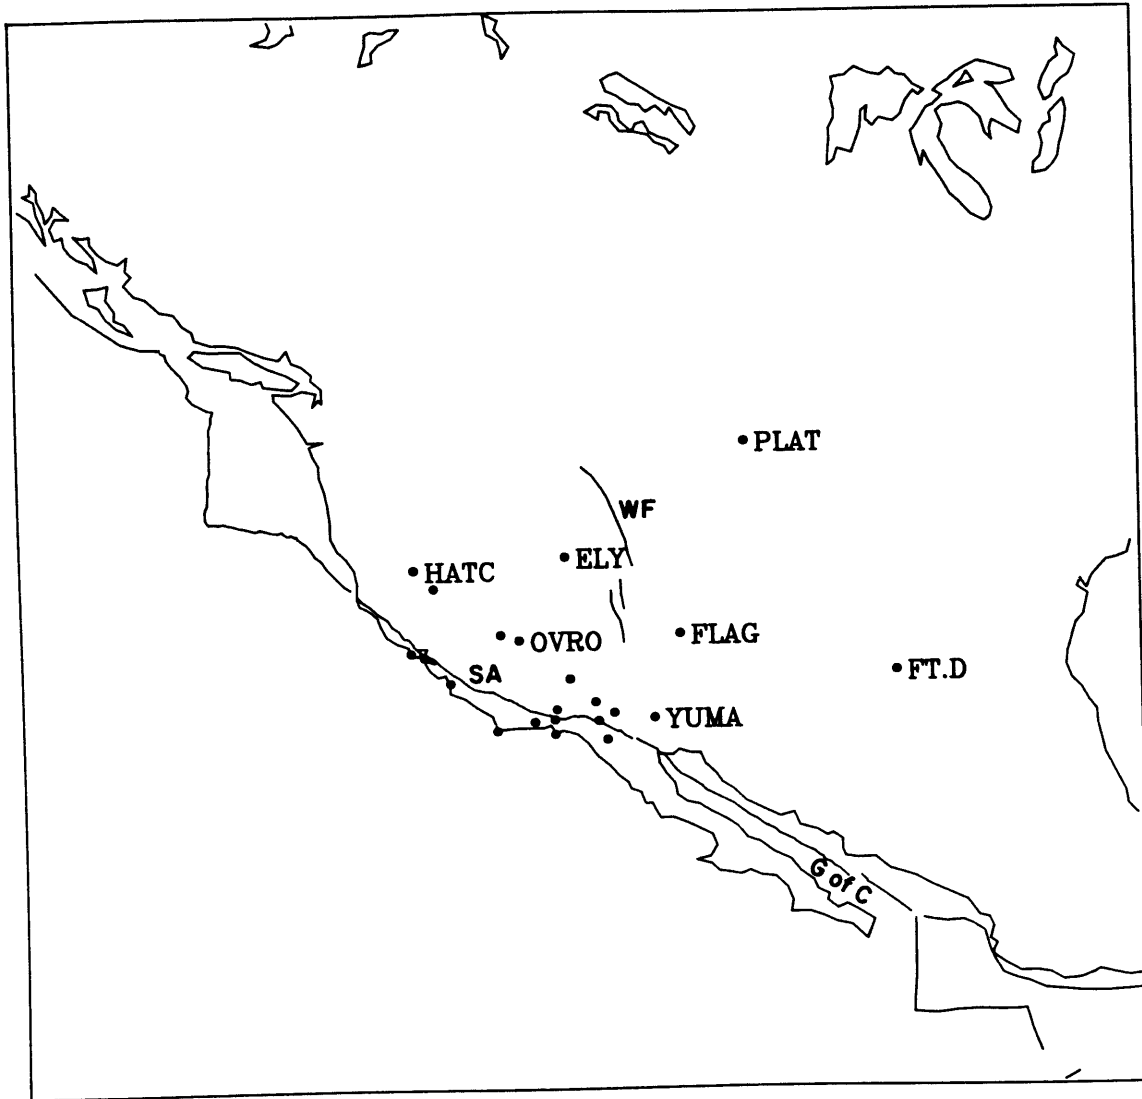 PLAT
WF
ELY
HATC
OVRO
FLAG
FT.D
SA
YUMA
G of C